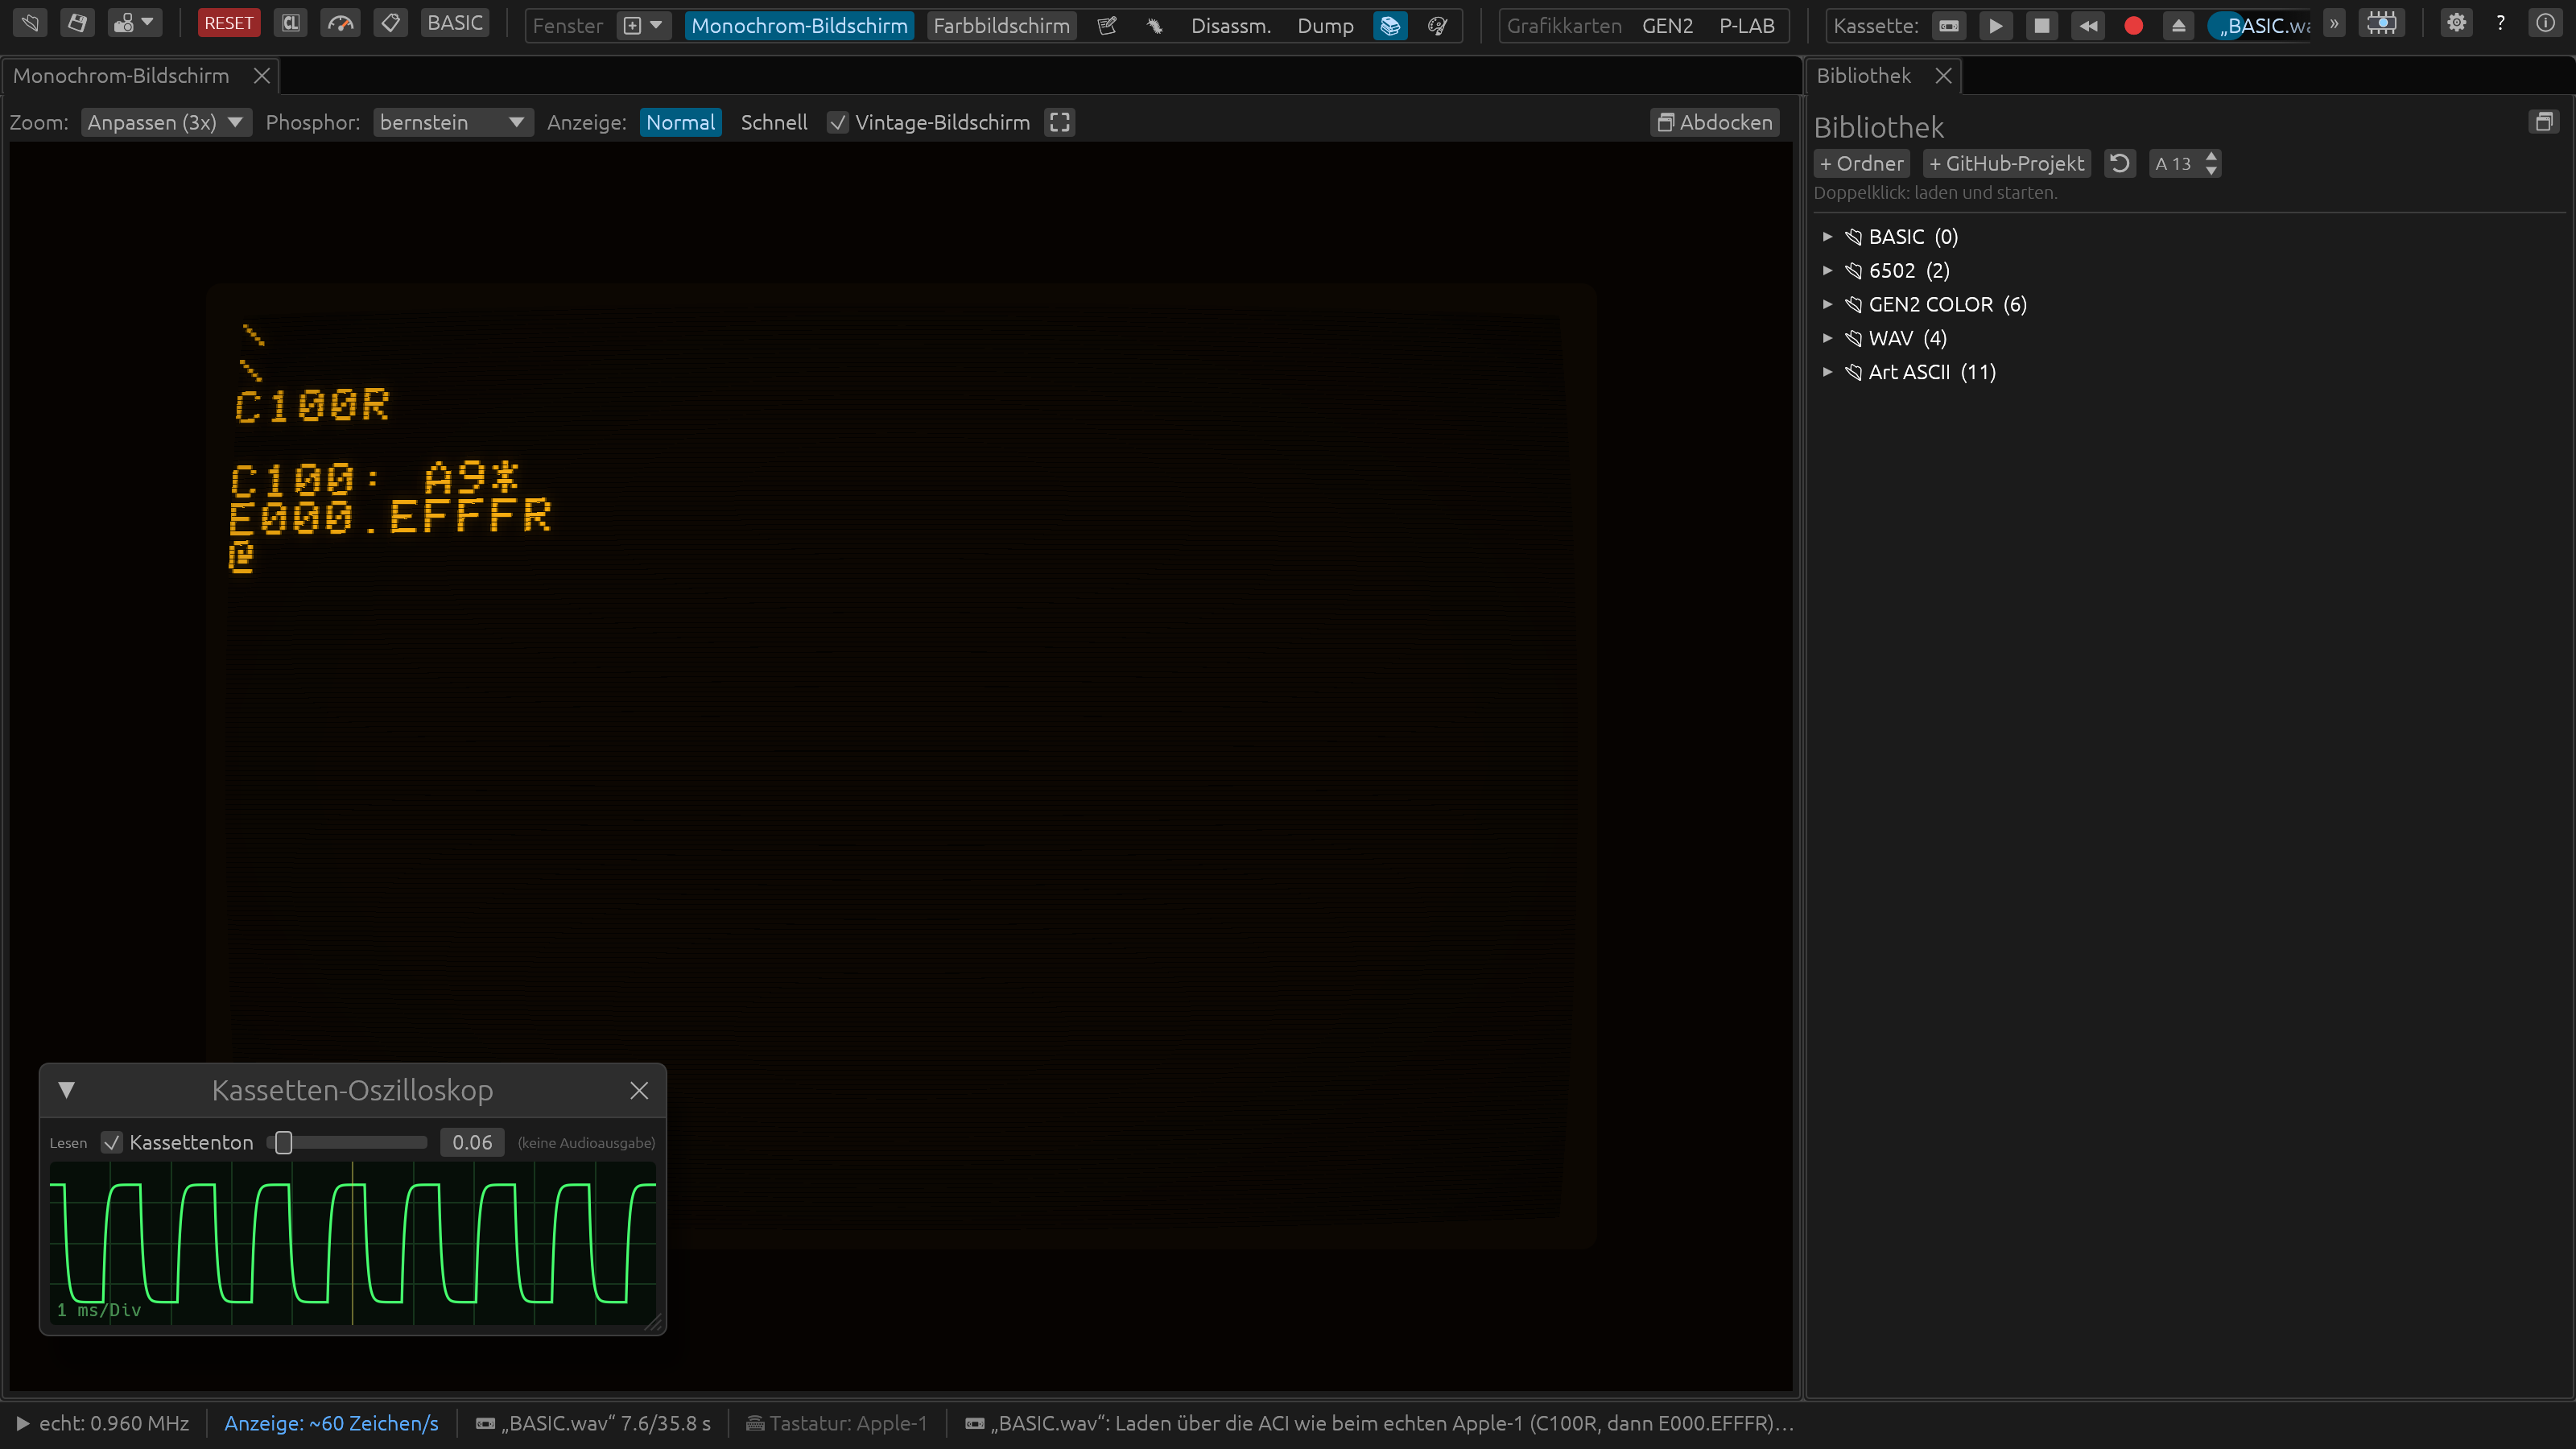 RESET BASIC Fenster Monochrom-Bildschirm Farbbildschirm Disassm. Dump Grafikkarten GEN2 P-LAB Kassette: „BASIC.wa » ?
Monochrom-Bildschirm
Zoom: Anpassen (3x) Phosphor: bernstein Anzeige: Normal Schnell Vintage-Bildschirm Abdocken
\
\
C100R
C100: A9*
E000.EFFFR
@
Kassetten-Oszilloskop
Lesen Kassettenton 0.06 (keine Audioausgabe)
1 ms/Div
Bibliothek
Bibliothek
+ Ordner + GitHub-Projekt A 13
Doppelklick: laden und starten.
BASIC (0)
6502 (2)
GEN2 COLOR (6)
WAV (4)
Art ASCII (11)
echt: 0.960 MHz Anzeige: ~60 Zeichen/s „BASIC.wav“ 7.6/35.8 s Tastatur: Apple-1 „BASIC.wav“: Laden über die ACI wie beim echten Apple-1 (C100R, dann E000.EFFFR)…